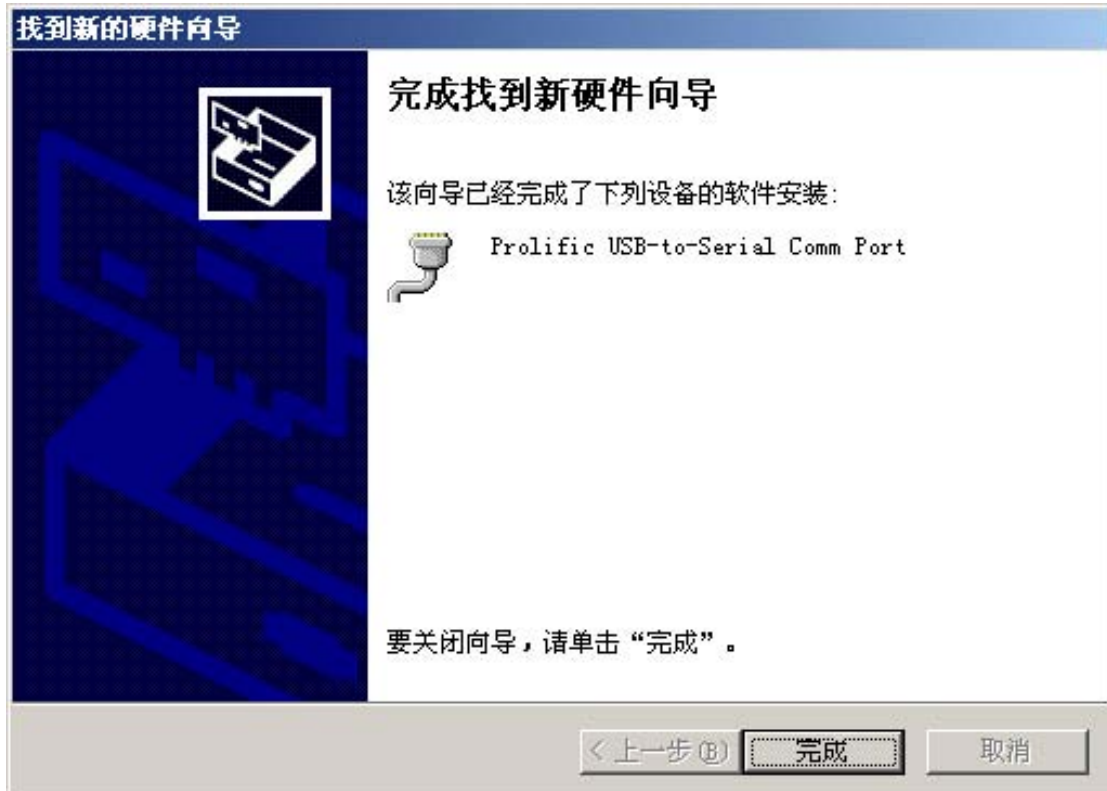 找到新的硬件向导
完成找到新硬件向导
该向导已经完成了下列设备的软件安装:
Prolific USB-to-Serial Comm Port
要关闭向导，请单击“完成”。
< 上一步(B)
完成
取消